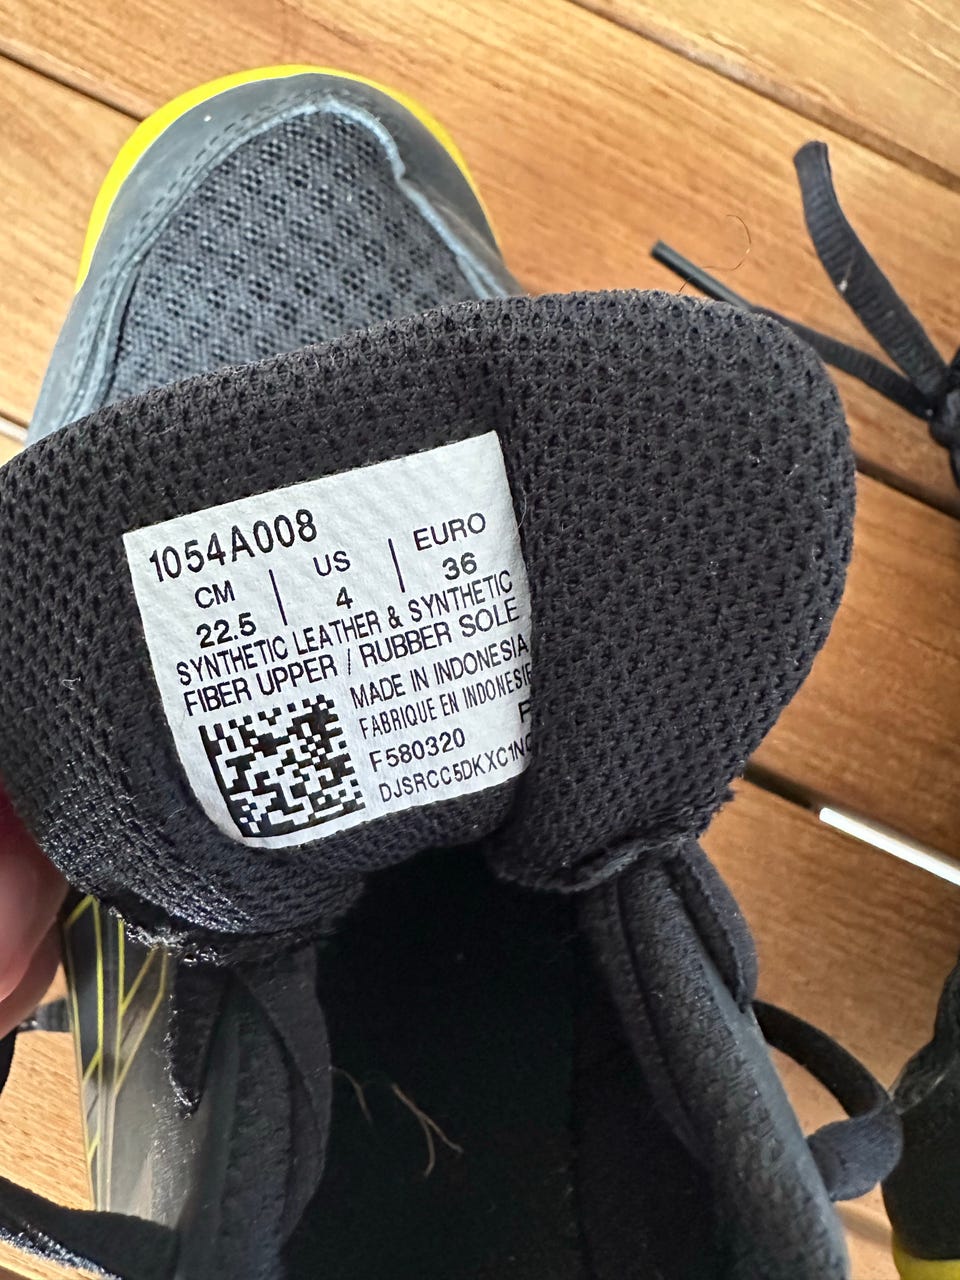 1054A008
CM | US | EURO
22.5 | 4 | 36
SYNTHETIC LEATHER & SYNTHETIC
FIBER UPPER / RUBBER SOLE
MADE IN INDONESIA
FABRIQUE EN INDONESIE
F580320
DJSRCC5DKXC1N